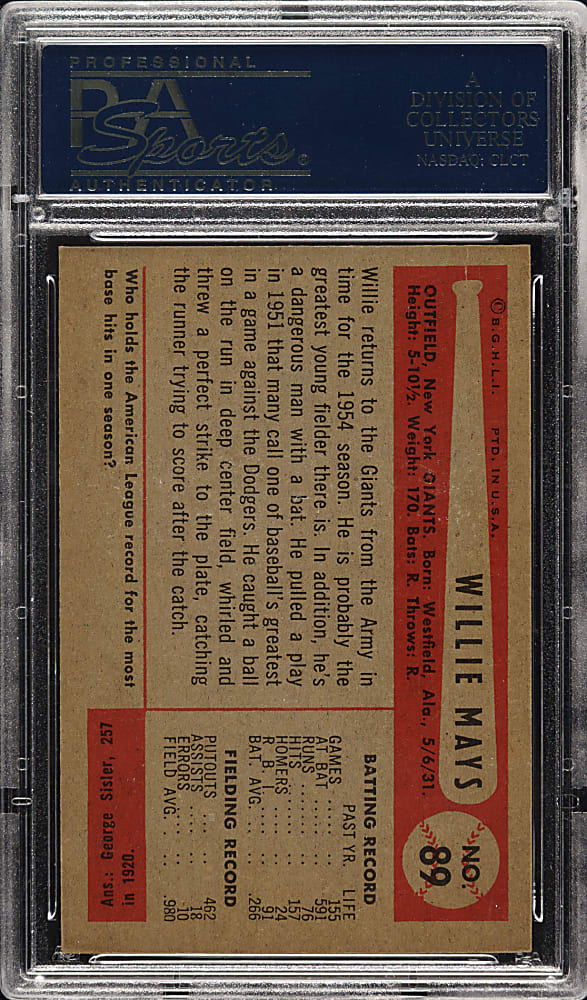 PROFESSIONAL
PSA
Sports®
AUTHENTICATOR
A
DIVISION OF
COLLECTORS
UNIVERSE
NASDAQ: CLCT
© B.G.H.L.I. PTD. IN U.S.A.
WILLIE MAYS
NO.
89
OUTFIELD, New York GIANTS. Born: Westfield, Ala., 5/6/31.
Height: 5-10½. Weight: 170. Bats: R. Throws: R.
Willie returns to the Giants from the Army in
time for the 1954 season. He is probably the
greatest young fielder there is. In addition, he's
a dangerous man with a bat. He pulled a play
in 1951 that many call one of baseball's greatest
in a game against the Dodgers. He caught a ball
on the run in deep center field, whirled and
threw a perfect strike to the plate, catching
the runner trying to score after the catch.
BATTING RECORD
PAST YR. LIFE
GAMES ..... 155
AT BAT .... 591
RUNS ...... 76
HITS ...... 157
HOMERS .... 24
R B I ..... 91
BAT. AVG. .. .266
FIELDING RECORD
PUTOUTS ... 462
ASSISTS ... 18
ERRORS .... 10
FIELD AVG. .. .980
Who holds the American League record for the most
base hits in one season?
Ans.: George Sisler, 257
in 1920.